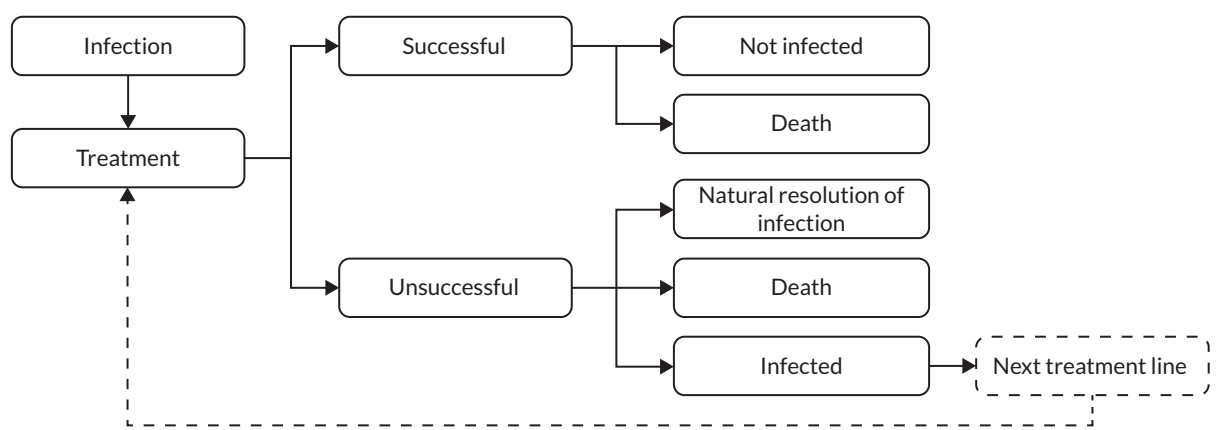 Infection
Successful
Not infected
Treatment
Death
Natural resolution of
infection
Unsuccessful
Death
Infected
Next treatment line